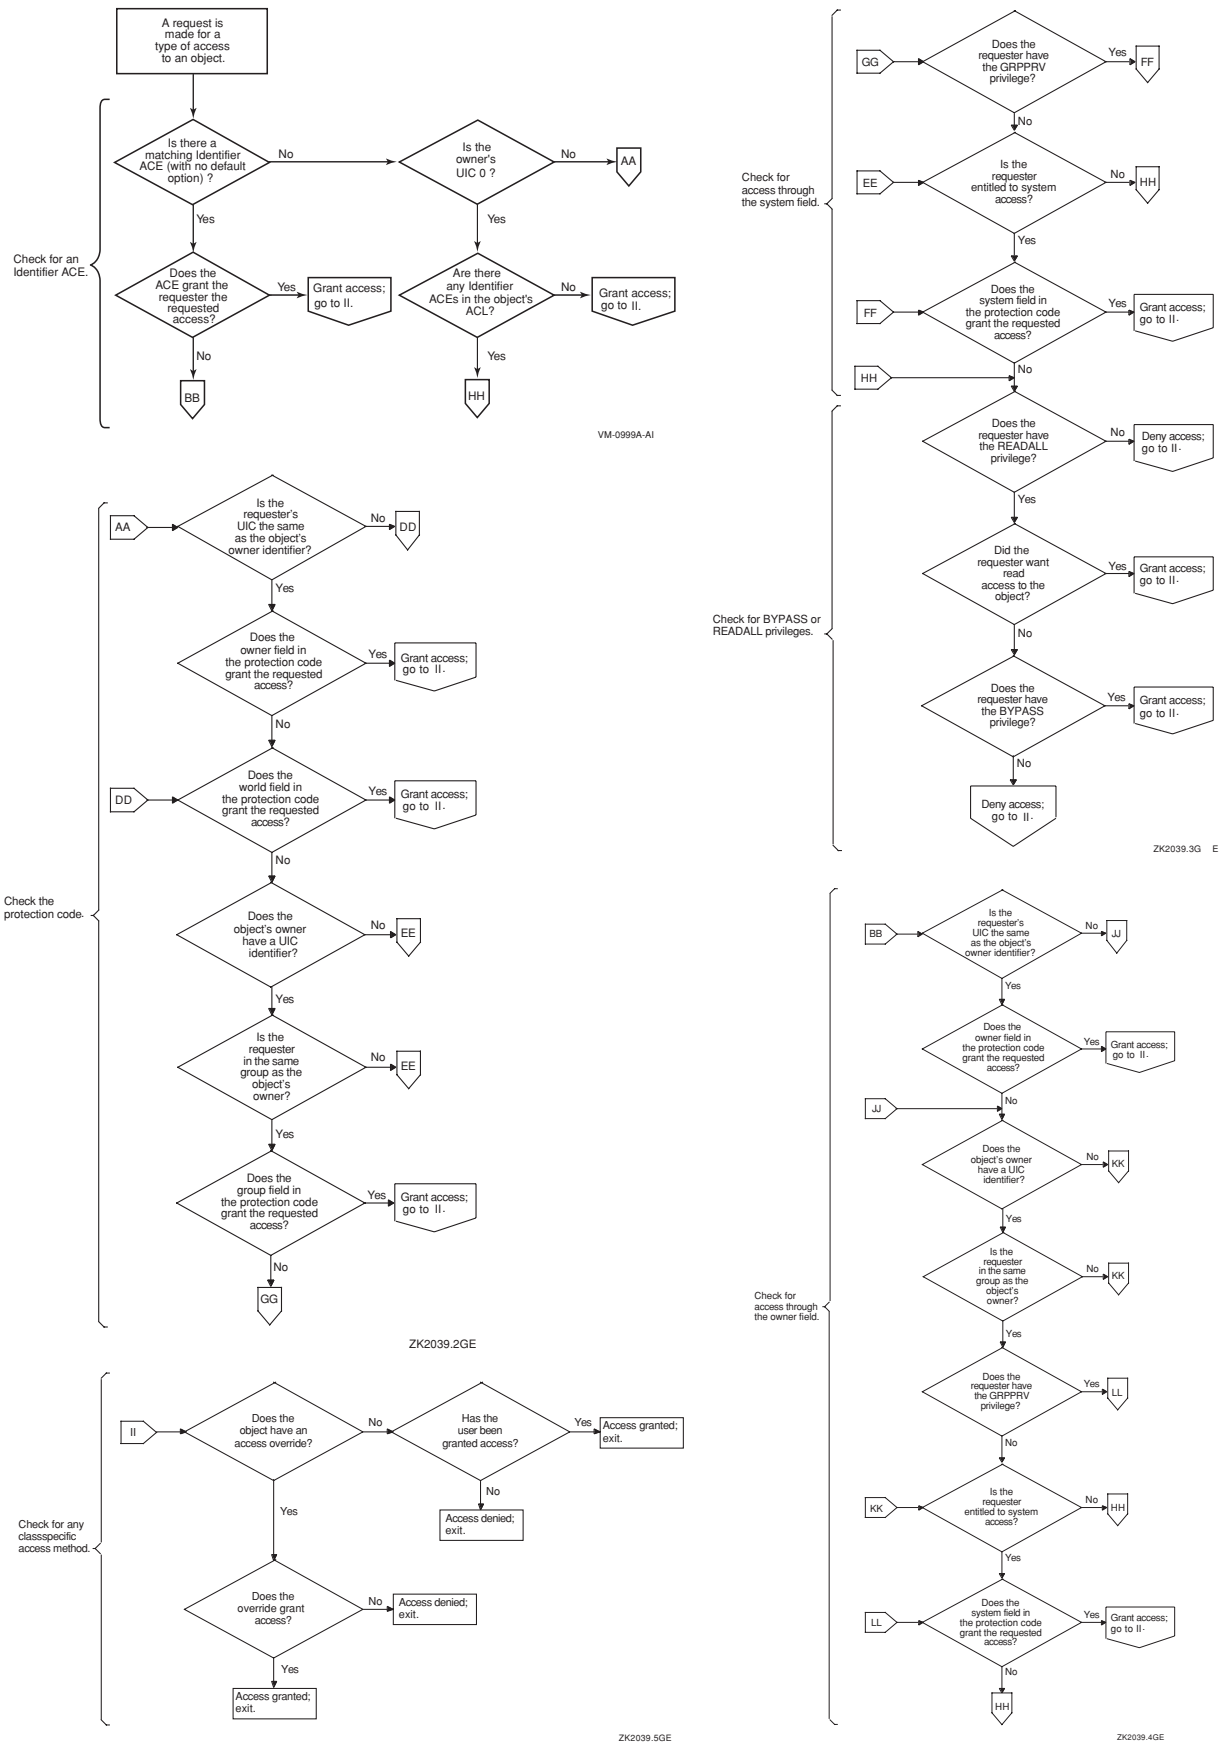 A request is
made for a
type of access
to an object.
Is there a
matching Identifier
ACE (with no default
option) ?
No
Is the
owner's
UIC 0 ?
No
AA
Yes
Yes
Check for an
Identifier ACE.
Does the
ACE grant the
requester the
requested
access?
Yes
Grant access;
go to II.
Are there
any Identifier
ACEs in the object's
ACL?
No
Grant access;
go to II.
No
BB
Yes
HH
VM-0999A-AI
AA
Is the
requester's
UIC the same
as the object's
owner identifier?
No
DD
Yes
Does the
owner field in
the protection code
grant the requested
access?
Yes
Grant access;
go to II.
No
DD
Does the
world field in
the protection code
grant the requested
access?
Yes
Grant access;
go to II.
No
Check the
protection code.
Does the
object's owner
have a UIC
identifier?
No
EE
Yes
Is the
requester
in the same
group as the
object's
owner?
No
EE
Yes
Does the
group field in
the protection code
grant the requested
access?
Yes
Grant access;
go to II.
No
GG
ZK2039.2GE
II
Does the
object have an
access override?
No
Has the
user been
granted access?
Yes
Access granted;
exit.
No
Access denied;
exit.
Yes
Check for any
classspecific
access method.
Does the
override grant
access?
No
Access denied;
exit.
Yes
Access granted;
exit.
ZK2039.5GE
GG
Does the
requester have
the GRPPRV
privilege?
Yes
FF
No
Check for
access through
the system field.
EE
Is the
requester
entitled to system
access?
No
HH
Yes
FF
Does the
system field in
the protection code
grant the requested
access?
Yes
Grant access;
go to II.
No
HH
Does the
requester have
the READALL
privilege?
No
Deny access;
go to II.
Yes
Did the
requester want
read
access to the
object?
Yes
Grant access;
go to II.
Check for BYPASS or
READALL privileges.
No
Does the
requester have
the BYPASS
privilege?
Yes
Grant access;
go to II.
No
Deny access;
go to II.
ZK2039.3G E
BB
Is the
requester's
UIC the same
as the object's
owner identifier?
No
JJ
Yes
Does the
owner field in
the protection code
grant the requested
access?
Yes
Grant access;
go to II.
No
JJ
Does the
object's owner
have a UIC
identifier?
No
KK
Yes
Is the
requester
in the same
group as the
object's
owner?
No
KK
Check for
access through
the owner field.
Yes
Does the
requester have
the GRPPRV
privilege?
Yes
LL
No
KK
Is the
requester
entitled to system
access?
No
HH
Yes
LL
Does the
system field in
the protection code
grant the requested
access?
Yes
Grant access;
go to II.
No
HH
ZK2039.4GE